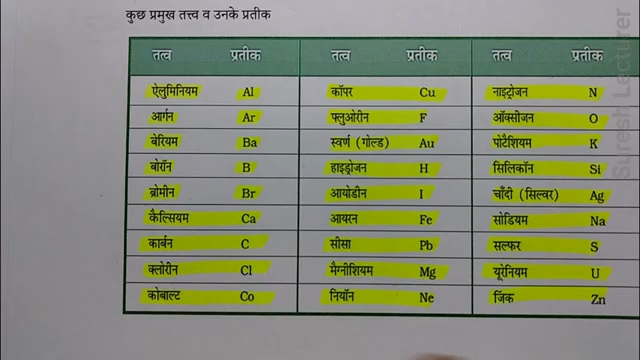 कुछ प्रमुख तत्त्व व उनके प्रतीक
तत्व प्रतीक तत्व प्रतीक तत्व प्रतीक
ऐलुमिनियम Al कॉपर Cu नाइट्रोजन N
आर्गन Ar फ्लुओरीन F ऑक्सीजन O
बेरियम Ba स्वर्ण (गोल्ड) Au पोटैशियम K
बोरॉन B हाइड्रोजन H सिलिकॉन Si
ब्रोमीन Br आयोडीन I चाँदी (सिल्वर) Ag
कैल्सियम Ca आयरन Fe सोडियम Na
कार्बन C सीसा Pb सल्फर S
क्लोरीन Cl मैग्नीशियम Mg यूरेनियम U
कोबाल्ट Co नियॉन Ne जिंक Zn
Suresh Lecturer